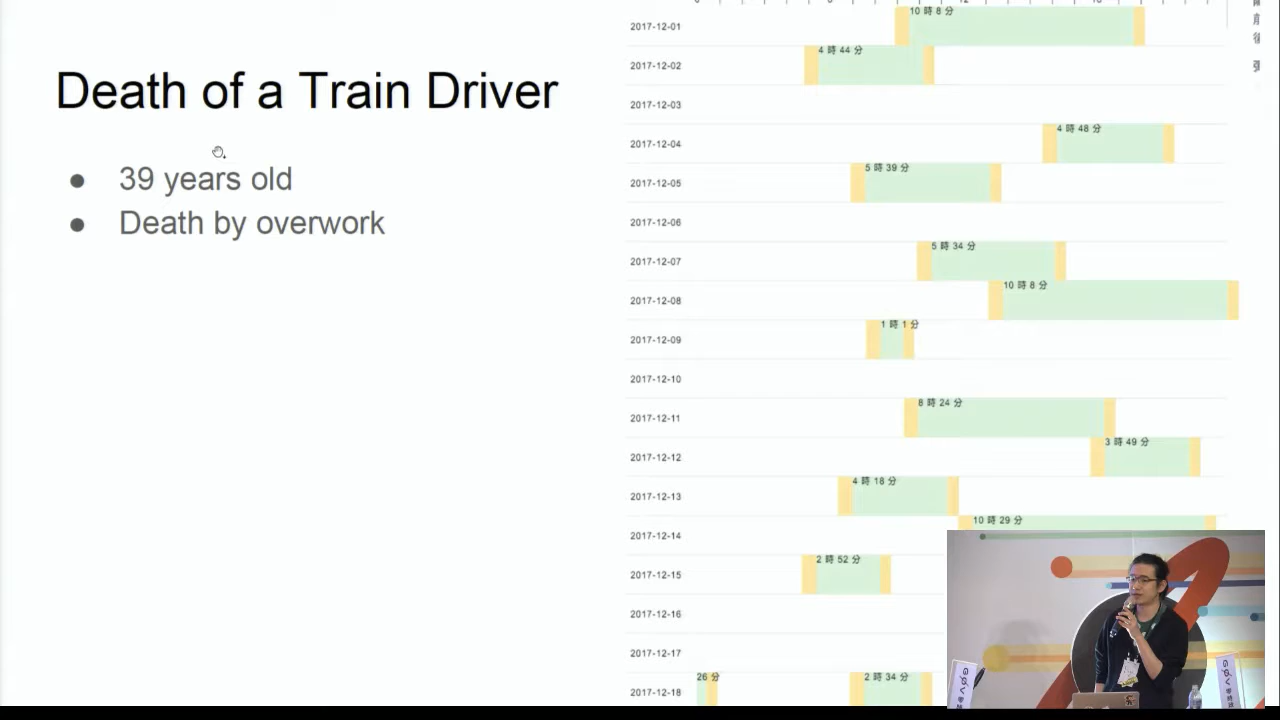 Death of a Train Driver
● 39 years old
● Death by overwork
2017-12-01
10 時 8 分
2017-12-02
4 時 44 分
2017-12-03
2017-12-04
4 時 48 分
2017-12-05
5 時 39 分
2017-12-06
2017-12-07
5 時 34 分
2017-12-08
10 時 8 分
2017-12-09
1 時 1 分
2017-12-10
2017-12-11
8 時 24 分
2017-12-12
3 時 49 分
2017-12-13
4 時 18 分
2017-12-14
10 時 29 分
2017-12-15
2 時 52 分
2017-12-16
2017-12-17
2017-12-18
26 分
2 時 34 分